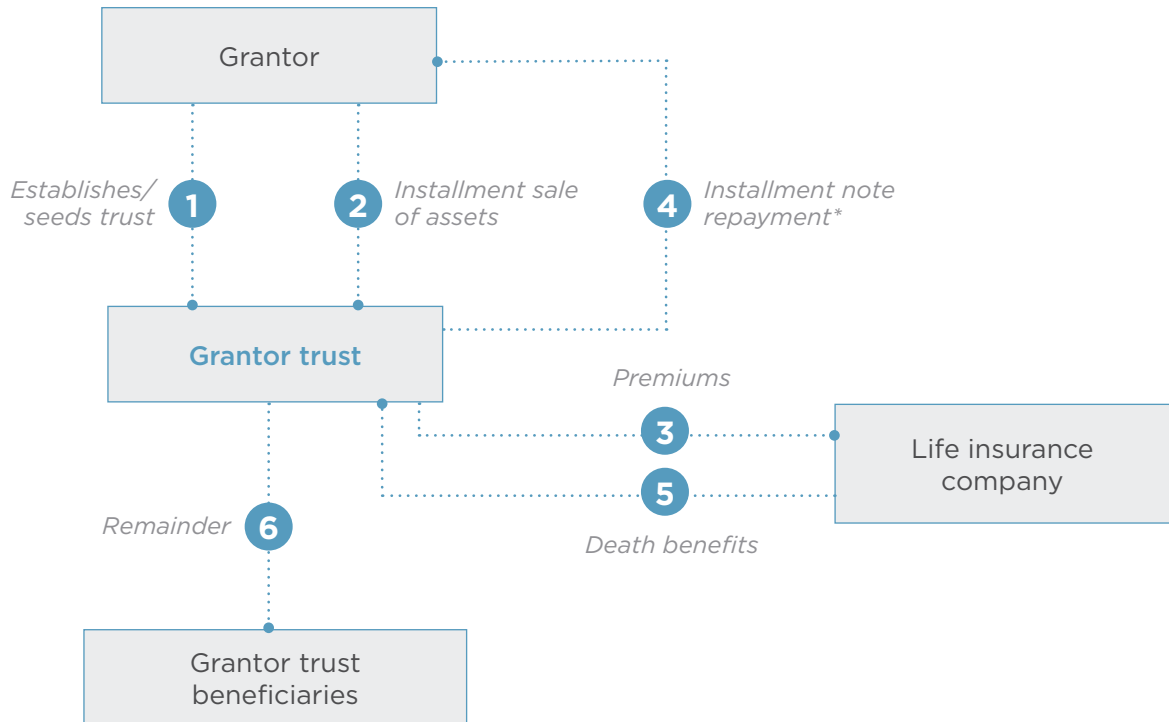 Grantor
Establishes/
seeds trust
1
2
Installment sale
of assets
4
Installment note
repayment*
Grantor trust
Premiums
3
Life insurance
company
5
Death benefits
Remainder
6
Grantor trust
beneficiaries